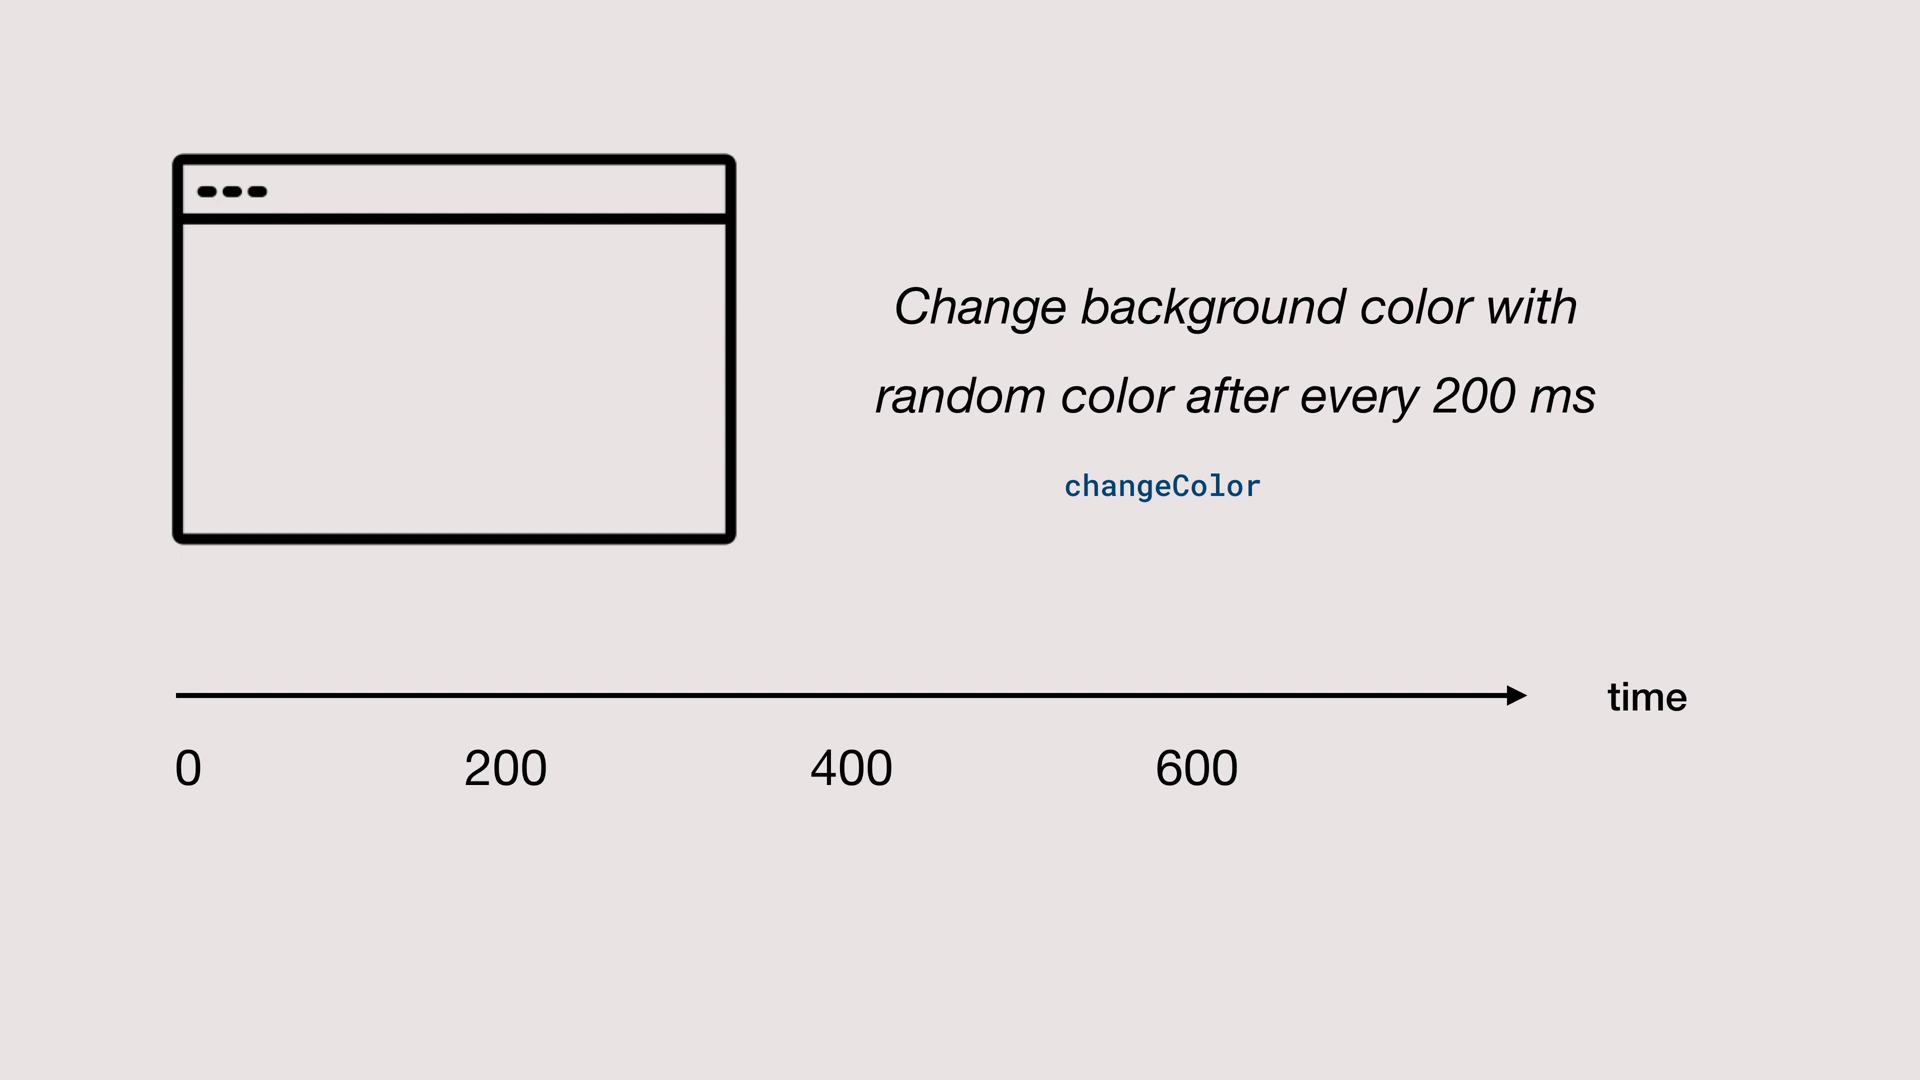 Change background color with
random color after every 200 ms
changeColor
time
0 200 400 600